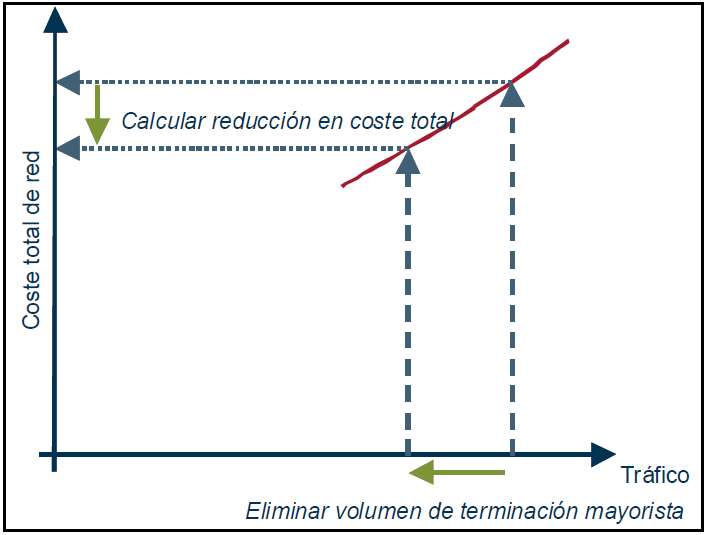 Calcular reducción en coste total
Coste total de red
Tráfico
Eliminar volumen de terminación mayorista